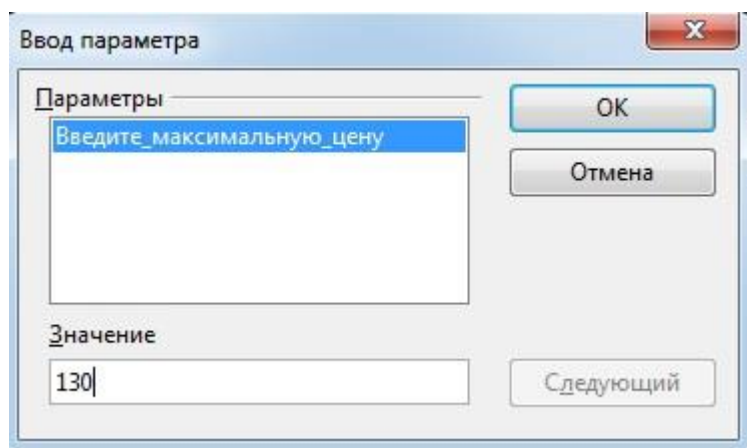 Ввод параметра
Параметры
Введите_максимальную_цену
OK
Отмена
Значение
130
Следующий